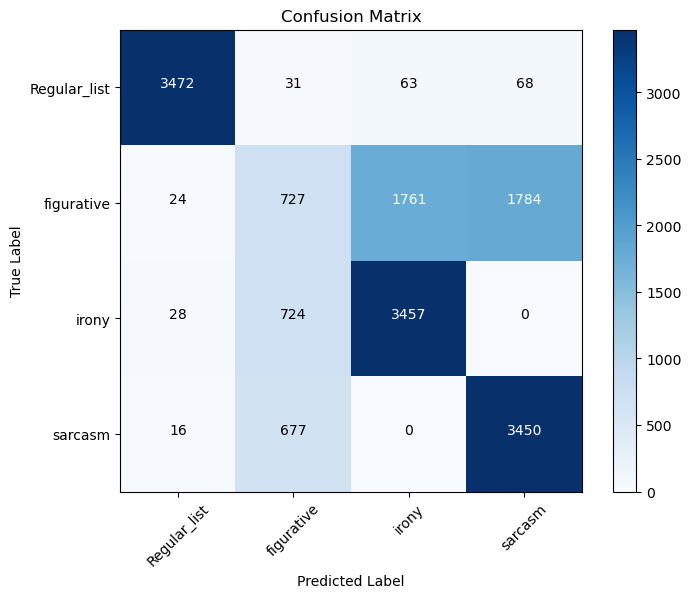 Confusion Matrix
True Label
Regular_list 3472 31 63 68
figurative 24 727 1761 1784
irony 28 724 3457 0
sarcasm 16 677 0 3450
Regular_list figurative irony sarcasm
Predicted Label
3000
2500
2000
1500
1000
500
0